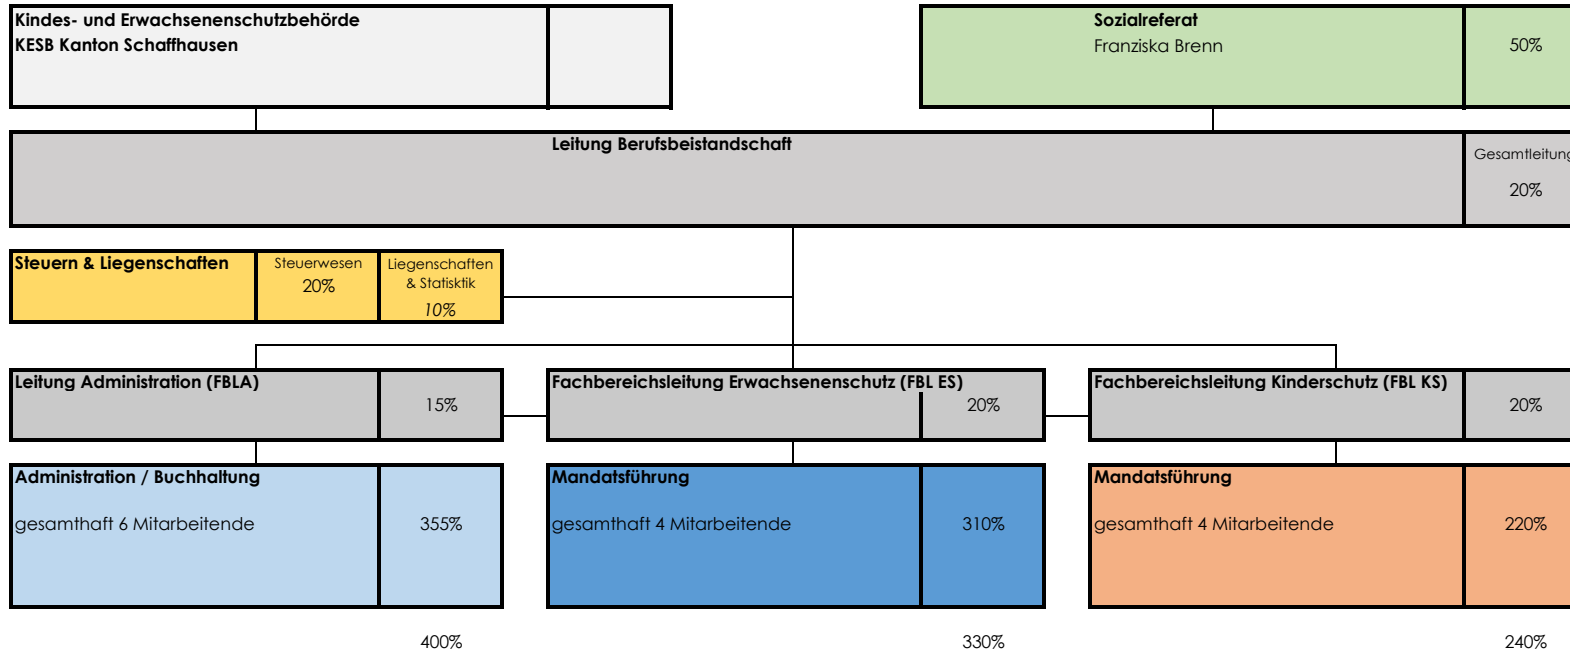 Kindes- und Erwachsenenschutzbehörde
KESB Kanton Schaffhausen
Sozialreferat
Franziska Brenn
50%
Leitung Berufsbeistandschaft
Gesamtleitung
20%
Steuern & Liegenschaften
Steuerwesen
20%
Liegenschaften
& Statisktik
10%
Leitung Administration (FBLA)
15%
Fachbereichsleitung Erwachsenenschutz (FBL ES)
20%
Fachbereichsleitung Kinderschutz (FBL KS)
20%
Administration / Buchhaltung
gesamthaft 6 Mitarbeitende
355%
Mandatsführung
gesamthaft 4 Mitarbeitende
310%
Mandatsführung
gesamthaft 4 Mitarbeitende
220%
400%
330%
240%